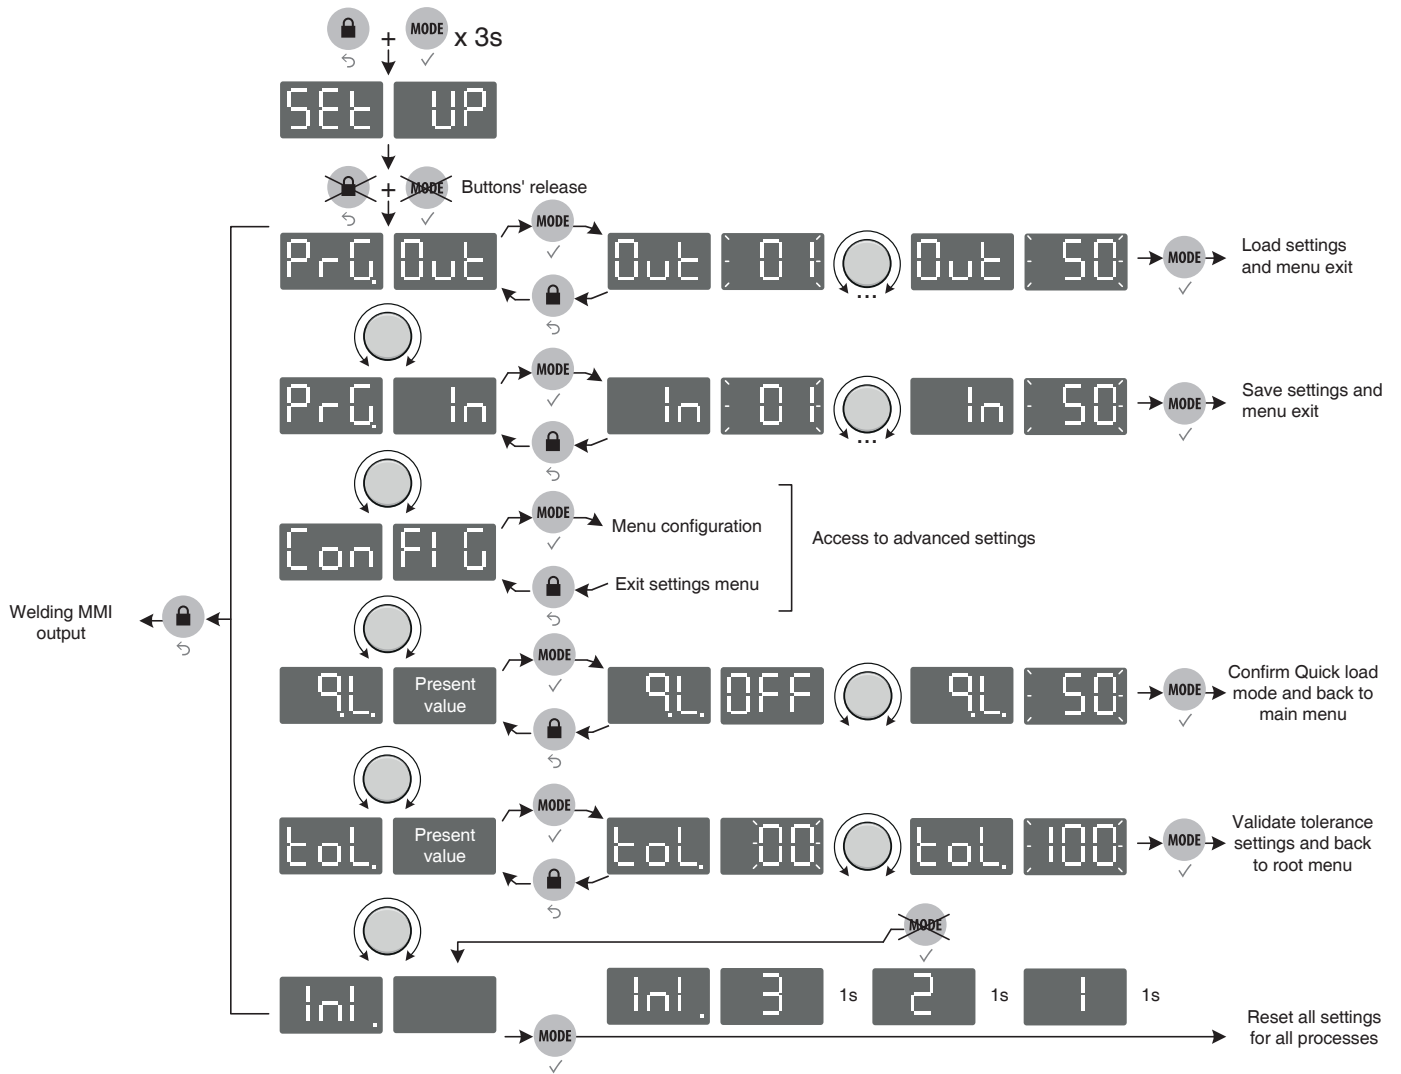 + MODE x 3s
SEt UP
+ MODE Buttons' release
PrG. Out MODE Out 01 ... Out 50 MODE Load settings
and menu exit
PrG. In MODE In 01 ... In 50 MODE Save settings and
menu exit
Con FIG MODE Menu configuration
Access to advanced settings
Exit settings menu
Welding MMI
output
q.L. Present
value MODE q.L. OFF q.L. 50 MODE Confirm Quick load
mode and back to
main menu
toL. Present
value MODE toL. 00 toL. 100 MODE Validate tolerance
settings and back
to root menu
MODE
InI. InI. 3 1s 2 1s 1 1s
MODE Reset all settings
for all processes